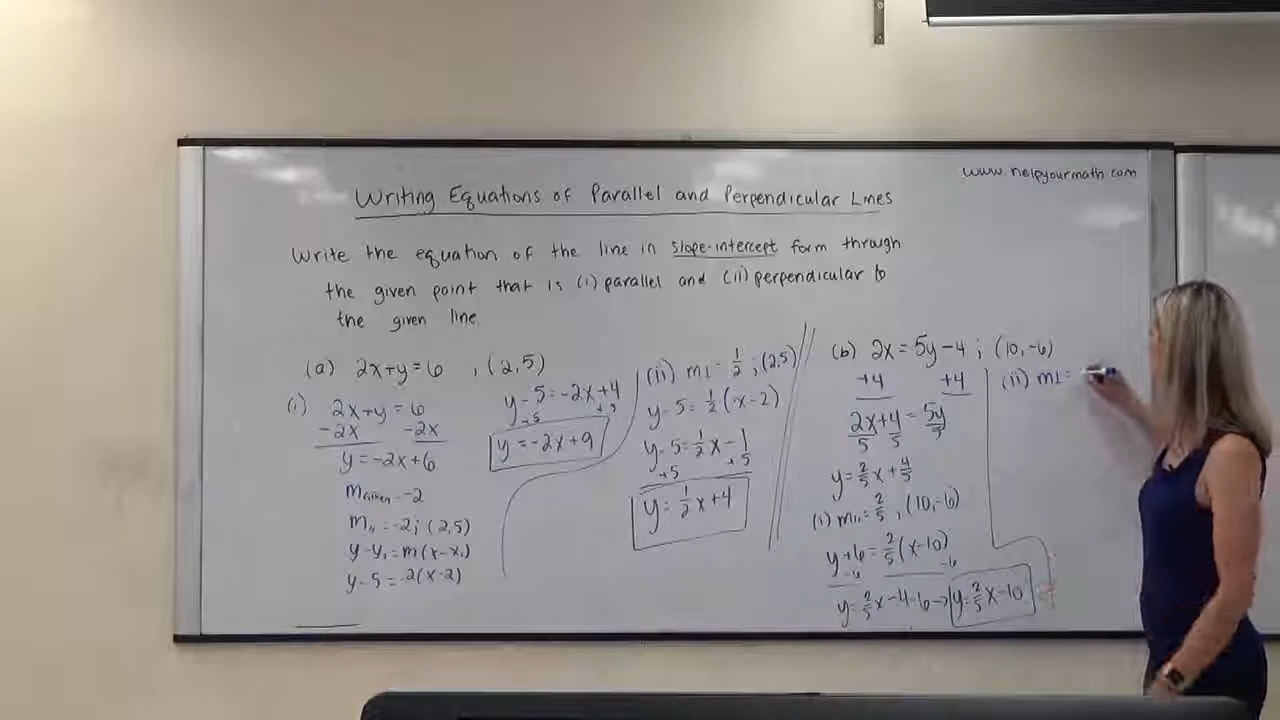 www.helpyourmath.com
Writing Equations of Parallel and Perpendicular Lines
Write the equation of the line in slope-intercept form through
the given point that is (i) parallel and (ii) perpendicular to
the given line.
(a) 2x+y=6 , (2,5)
(i) 2x+y=6
-2x -2x
y=-2x+6
m given=-2
m∥=-2; (2,5)
y-y₁=m(x-x₁)
y-5=-2(x-2)
y-5=-2x+4
+5 +5
y=-2x+9
(ii) m⊥=1/2 ; (2,5)
y-5=1/2(x-2)
y-5=1/2x-1
+5 +5
y=1/2x+4
(b) 2x=5y-4 ; (10,-6)
+4 +4
2x/5+4/5=5y/5
y=2/5x+4/5
(i) m∥=2/5 , (10,-6)
y+6=2/5(x-10)
-6 -6
y=2/5x-4-6→ y=2/5x-10
(ii) m⊥=